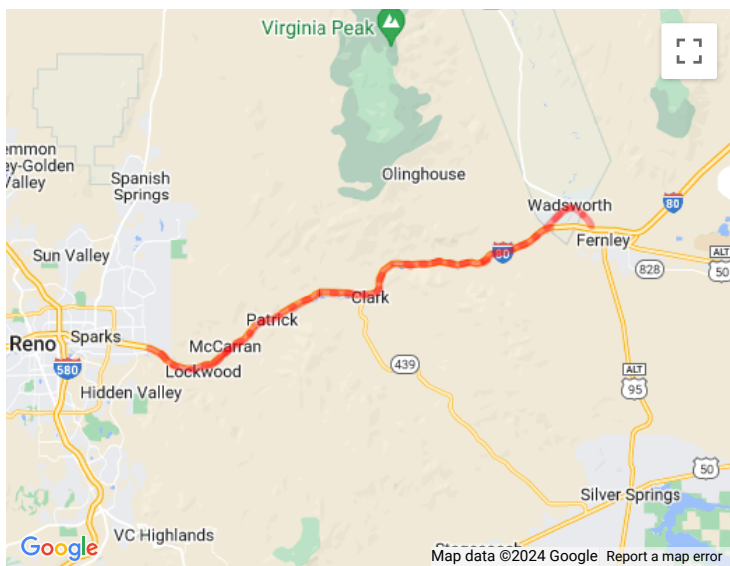 Virginia Peak
emmon
ey-Golden
Valley
Spanish
Springs
Olinghouse
Wadsworth
80
Fernley
Sun Valley
80
ALT
50
828
Clark
Patrick
Sparks
Reno
McCarran
Lockwood
580
439
Hidden Valley
ALT
95
50
Silver Springs
VC Highlands
Google
Map data ©2024 Google
Report a map error